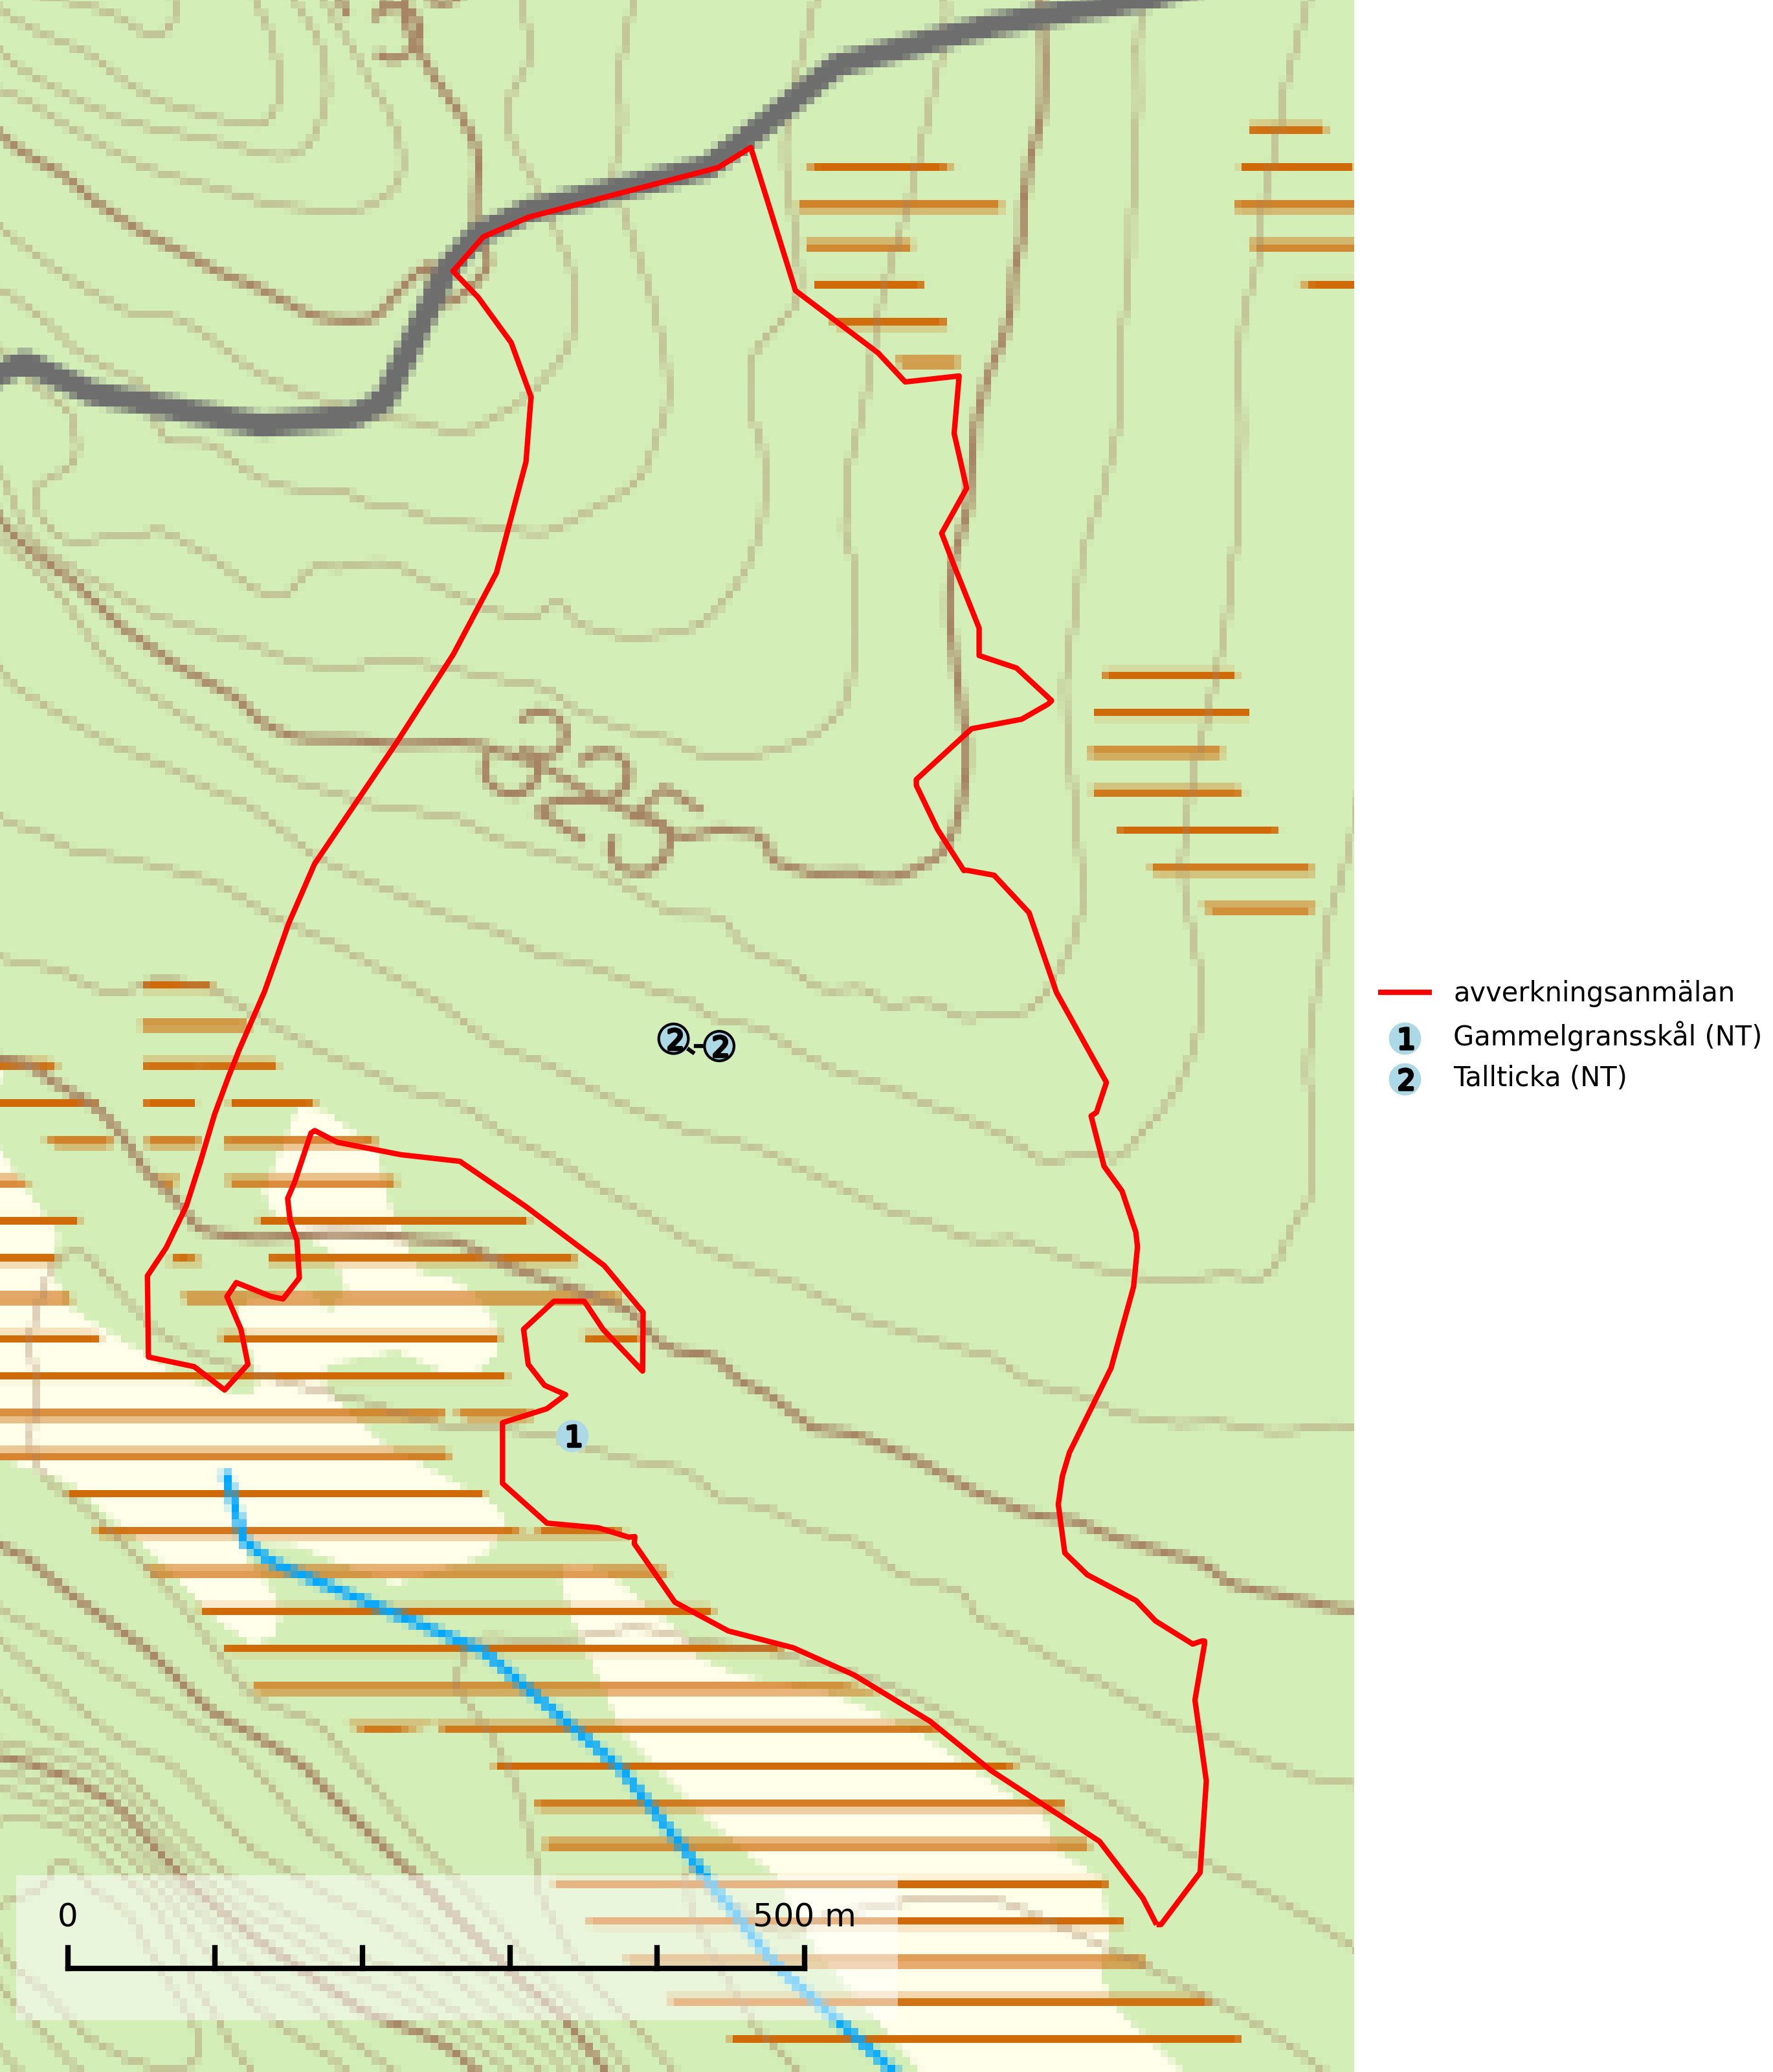 325
2 2
avverkningsanmälan
1 Gammelgransskål (NT)
2 Tallticka (NT)
1
0 500 m